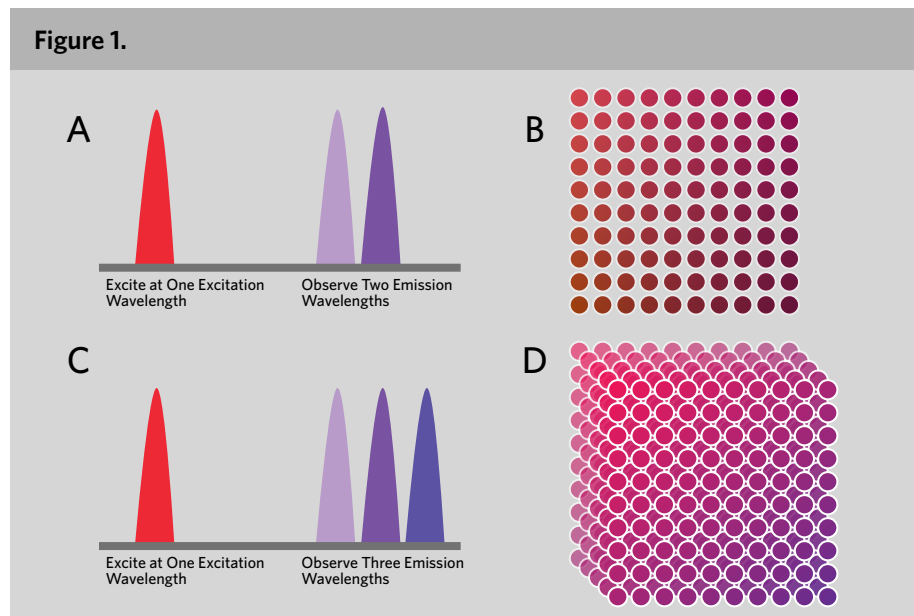 Figure 1.
A
Excite at One Excitation
Wavelength
Observe Two Emission
Wavelengths
B
C
Excite at One Excitation
Wavelength
Observe Three Emission
Wavelengths
D